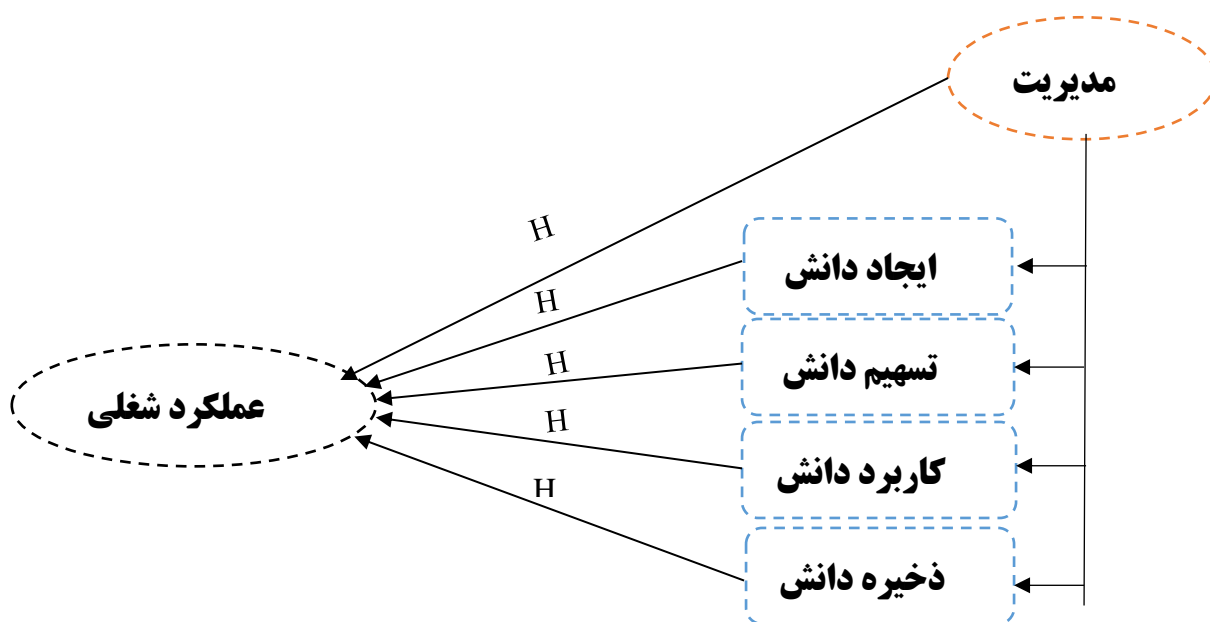 مدیریت
H
ایجاد دانش
H
تسهیم دانش
H
عملکرد شغلی
کاربرد دانش
H
ذخیره دانش
H